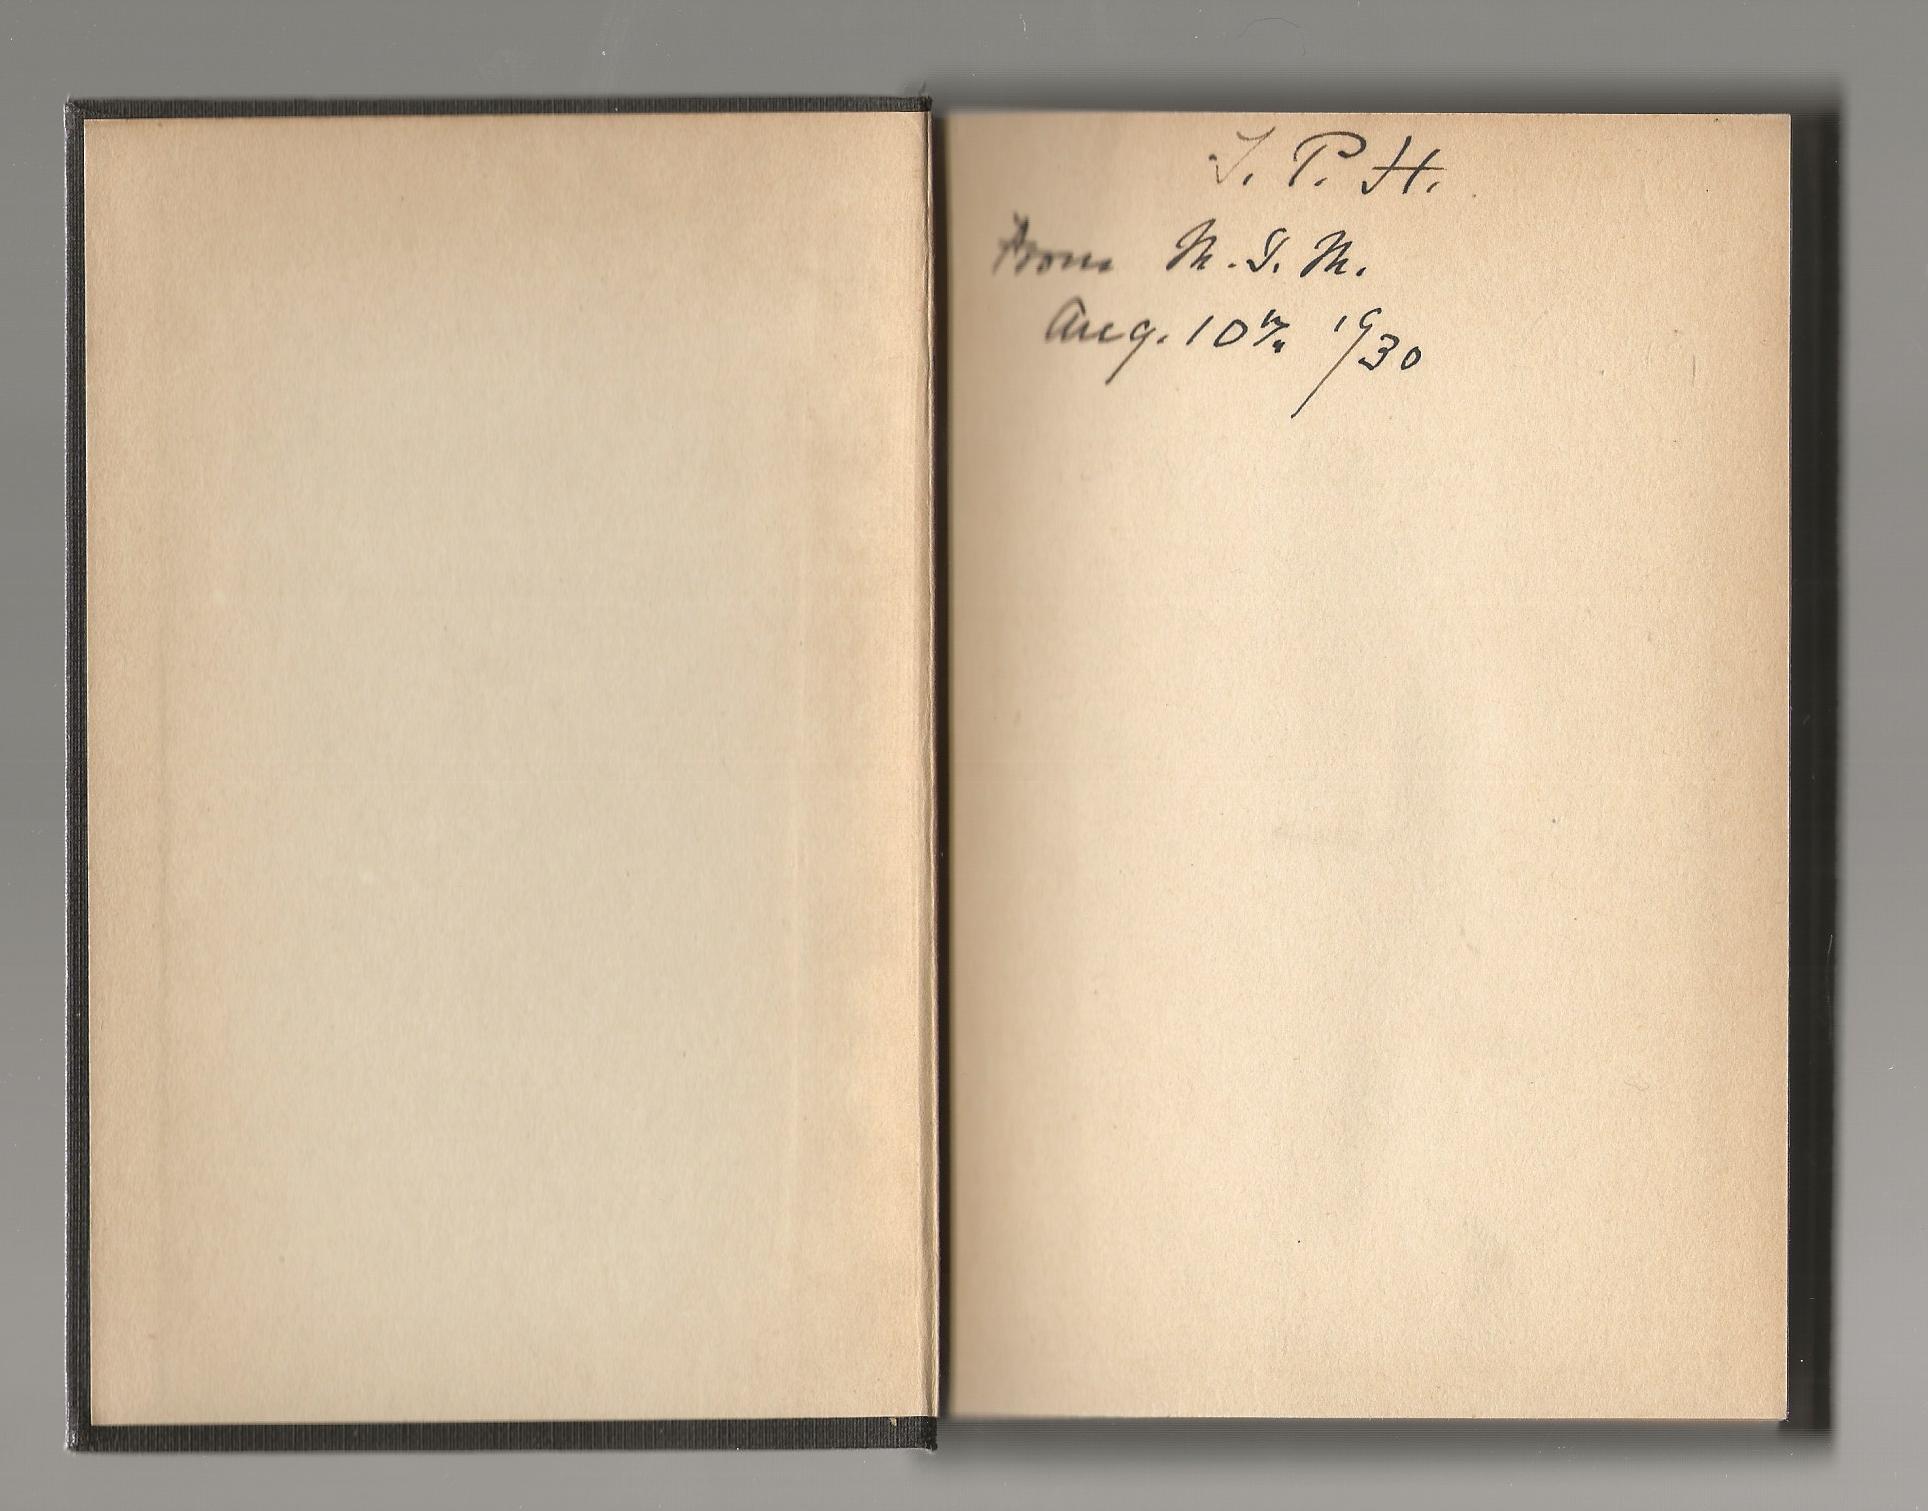 J. P. H.
From M. J. M.
Aug. 10th 1930